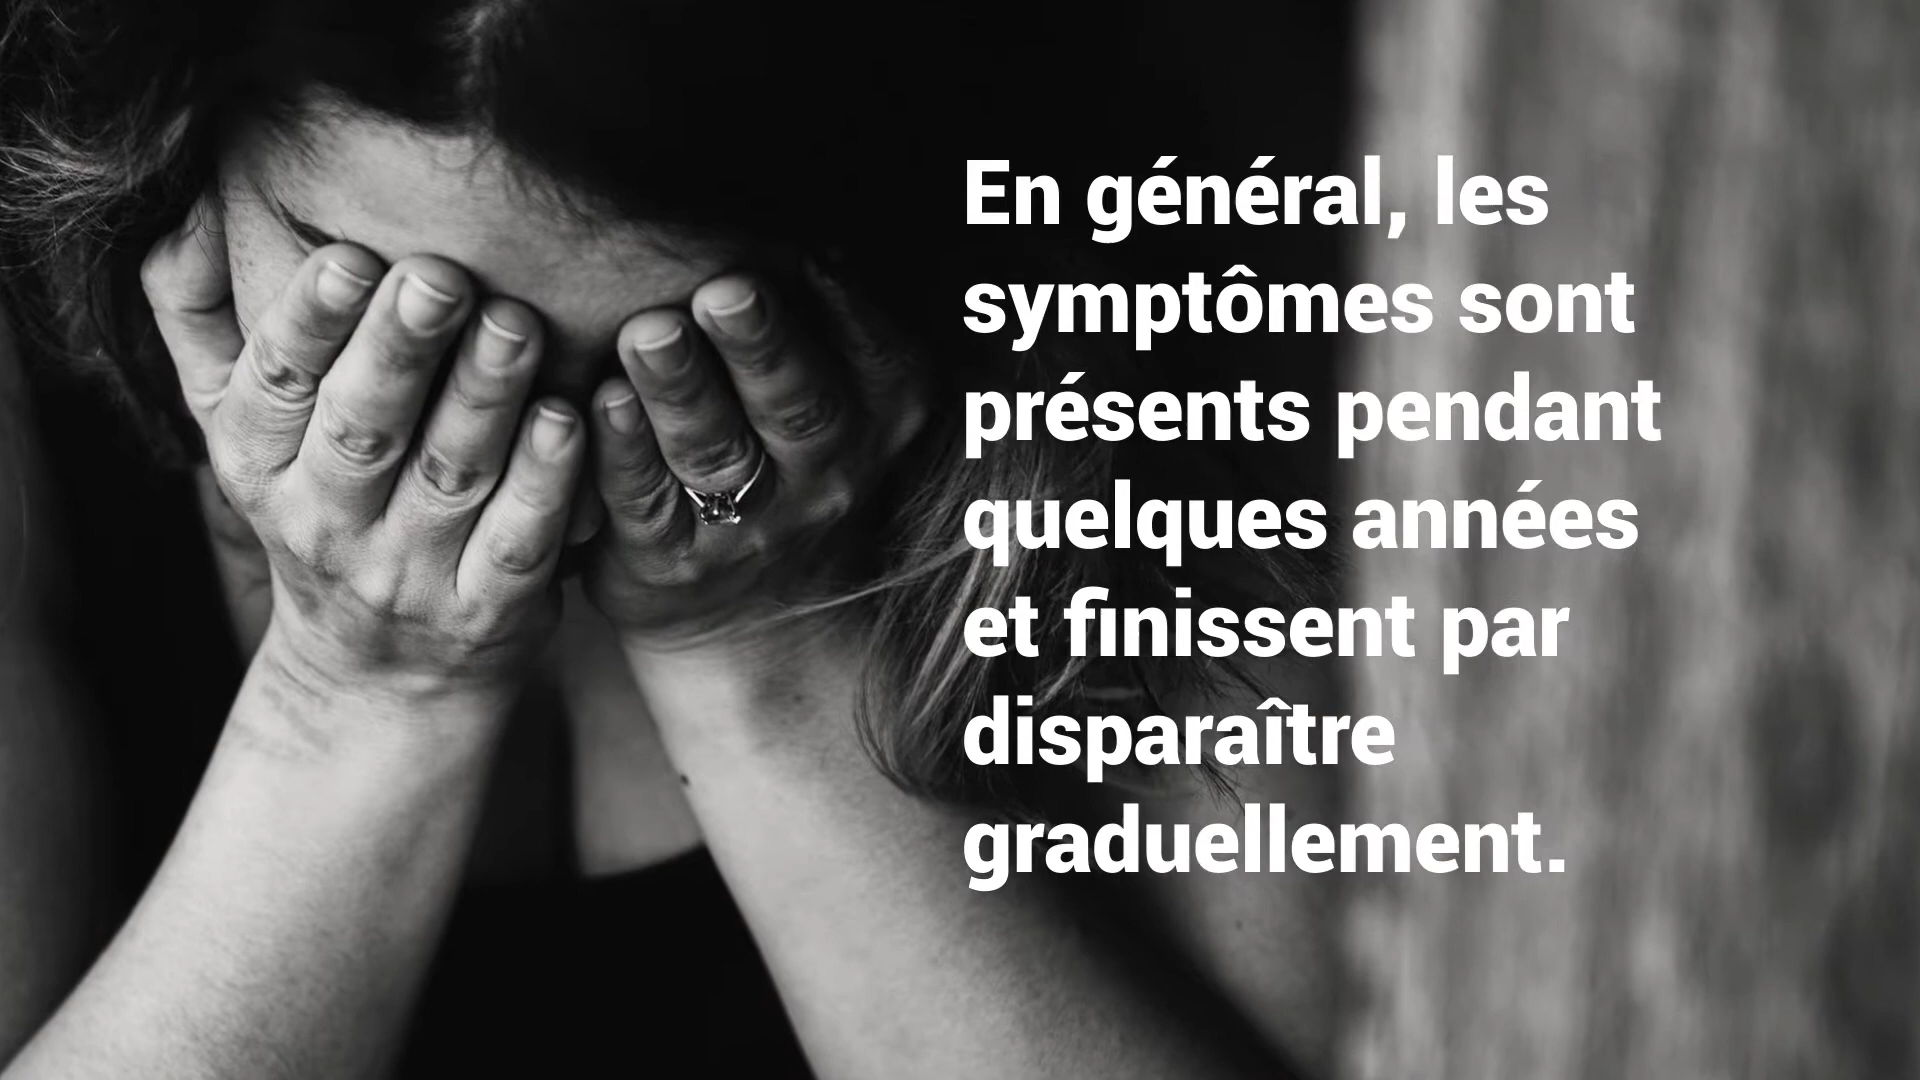 En général, les
symptômes sont
présents pendant
quelques années
et finissent par
disparaître
graduellement.